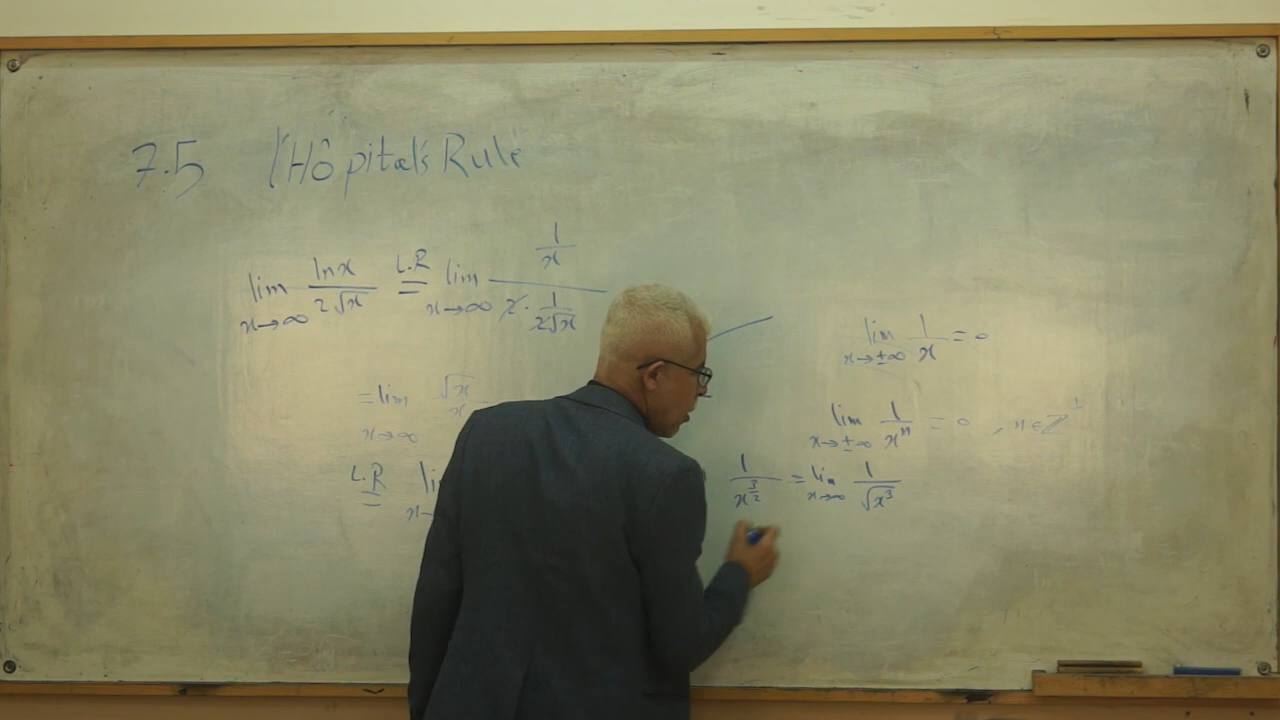 7.5 l'Hôpital's Rule
lim x→∞ lnx / 2√x L.R = lim x→∞ 1/x / 2 · 1/2√x
lim x→±∞ 1/x = 0
= lim x→∞ √x / x
lim x→±∞ 1/xⁿ = 0 , n ∈ ℤ⁺
L.R =
1/x^(3/2) = lim x→∞ 1/√x³